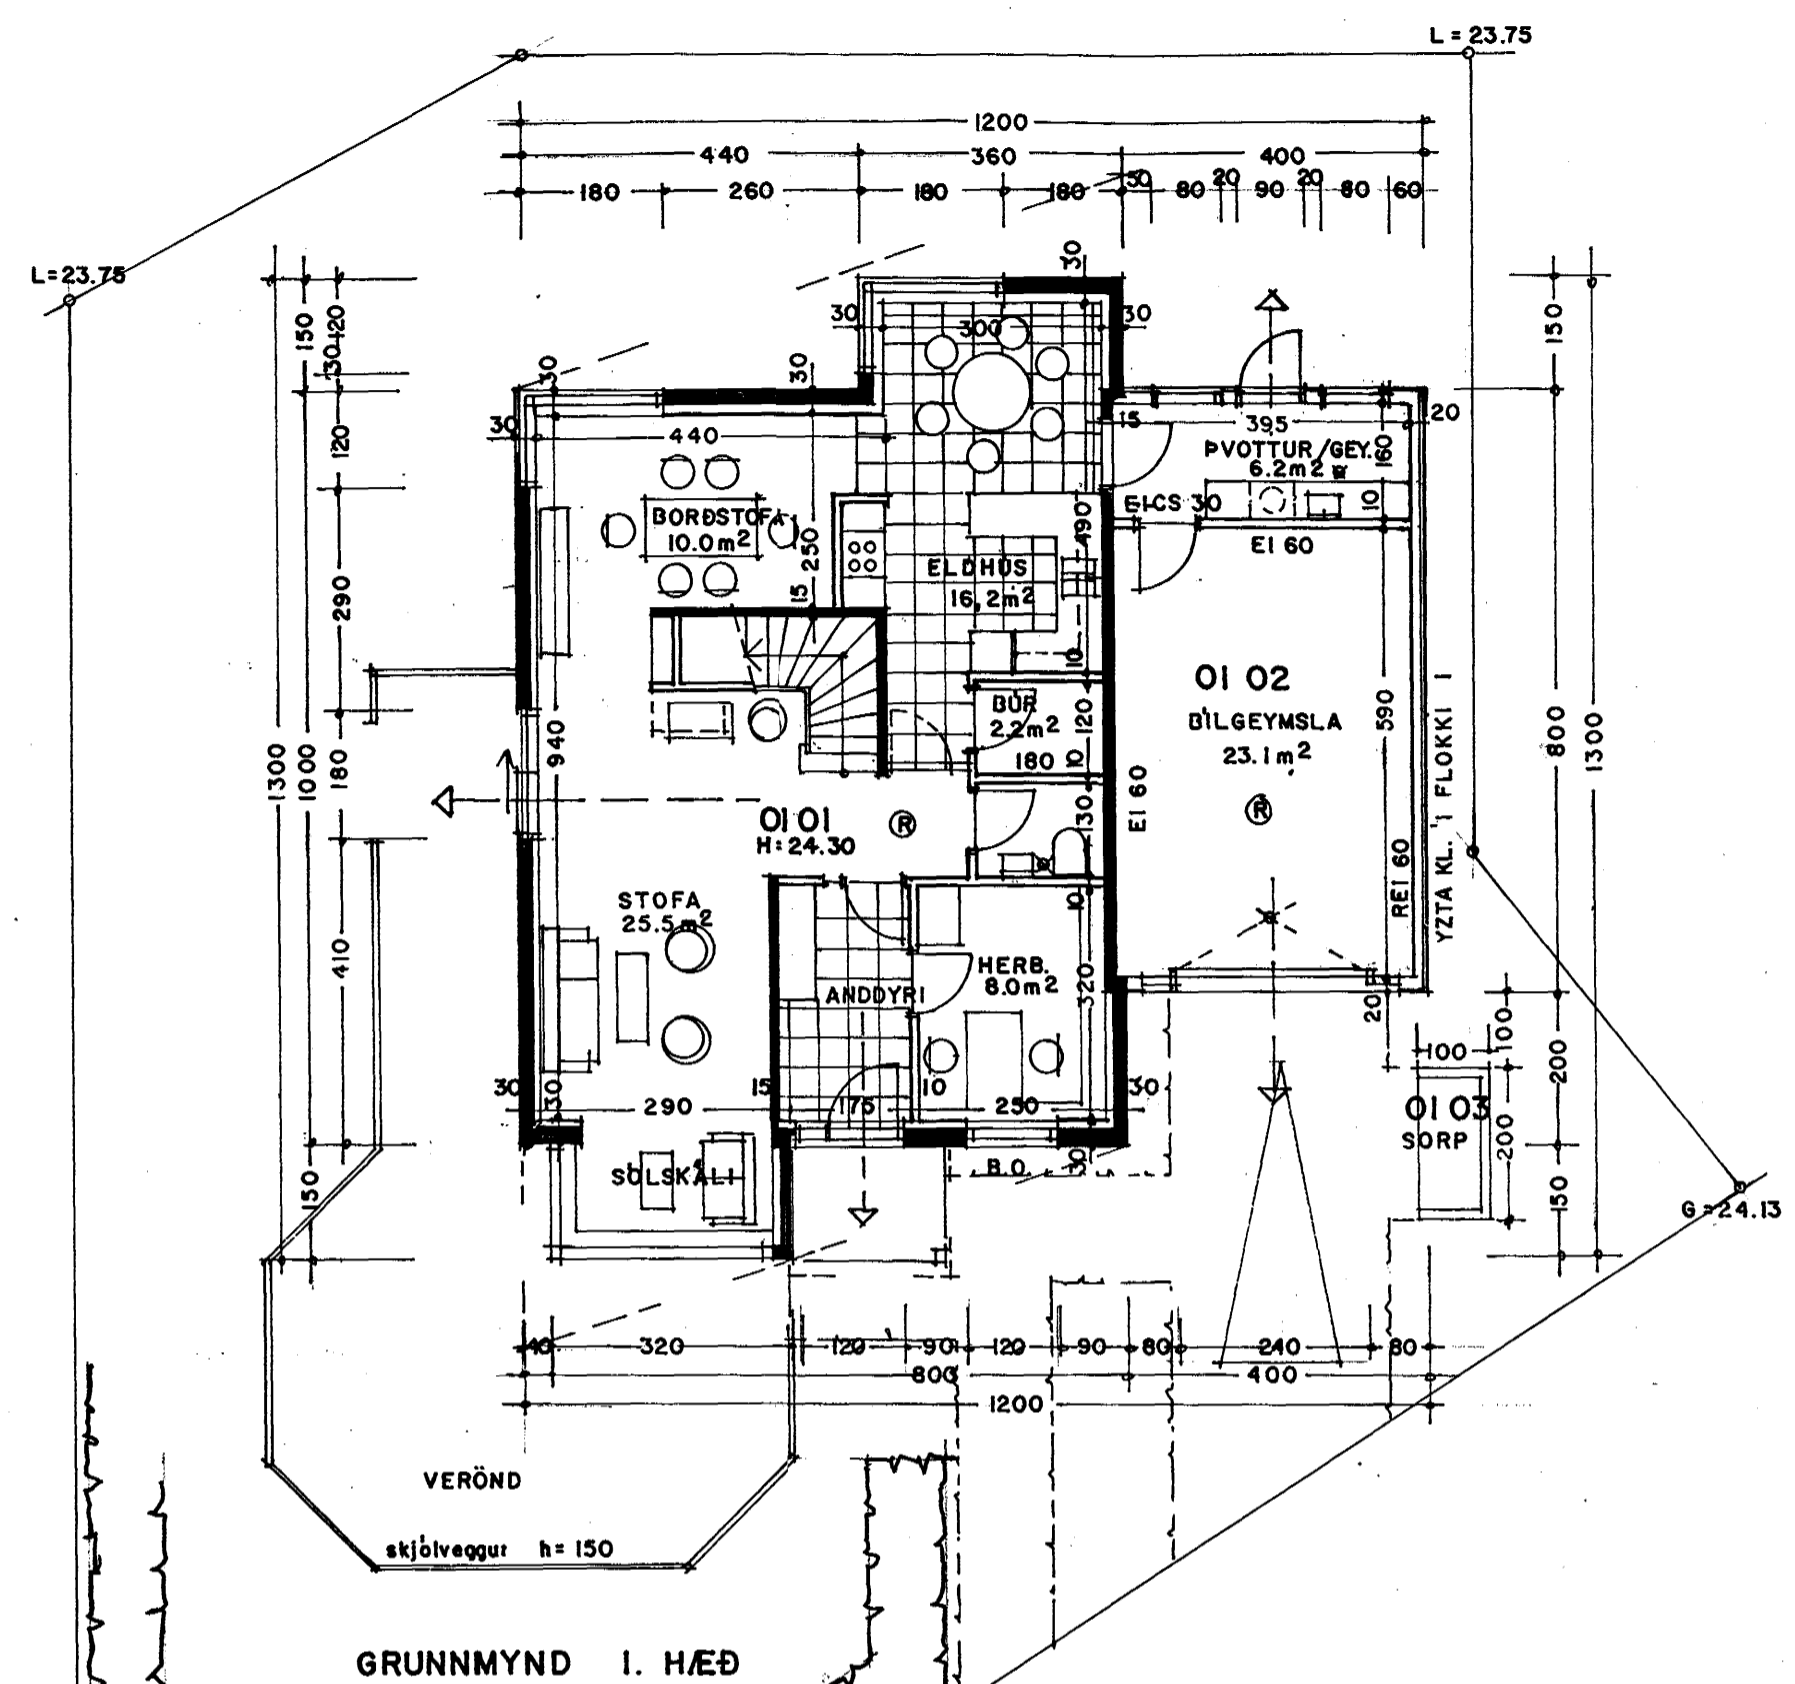 L = 23.75
1200
440 360 400
180 260 180 180 30 80 20 90 20 80 60
L=23.75
30
30 300 30
150 120 30
150
30 30
30 440 15 395 20
120
ÞVOTTUR/GEY.
6.2m2
160
BORÐSTOFA
10.0m2
250
490
EICS 30
10
EI 60
ELDHÚS
16,2m2
290
15
10
01 02
BÍLGEYMSLA
23.1m2
BÚR
2.2m2
120
180
10
590
800
1300
940
1300
1000
180
EI 60
130
01 01
H:24.30
R
R
YZTA KL. Í FLOKKI 1
REI 60
STOFA
25.5m2
10
410
HERB.
8.0m2
320
ANDDYRI
20
100
100
200
30 30
290
15
175
10
250
30
01 03
SORP
200
SÓLSKÁLI
B.O.
30
150
150
G=24.13
40 320 120 90 120 90 80 240 80
800 400
1200
VERÖND
skjólveggur h= 150
GRUNNMYND 1. HÆÐ